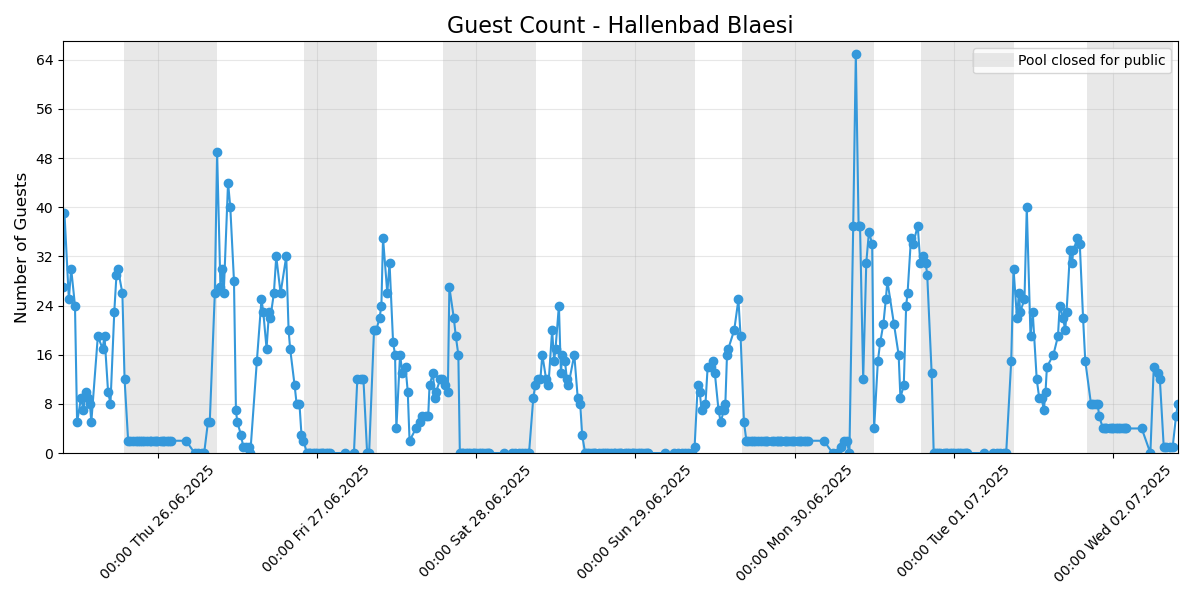 Guest Count - Hallenbad Blaesi
Pool closed for public
Number of Guests
64
56
48
40
32
24
16
8
0
00:00 Thu 26.06.2025
00:00 Fri 27.06.2025
00:00 Sat 28.06.2025
00:00 Sun 29.06.2025
00:00 Mon 30.06.2025
00:00 Tue 01.07.2025
00:00 Wed 02.07.2025